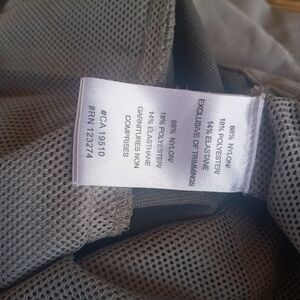 68% NYLON/
18% POLYESTER/
14% ELASTANE
EXCLUSIVE OF TRIMMINGS
68% NYLON/
18% POLYESTER/
14% ÉLASTHANE
GARNITURES NON
COMPRISES
#CA 19510
#RN 123274